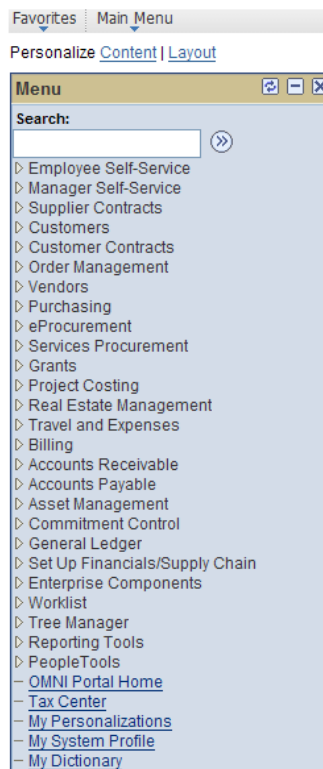 Favorites Main Menu
Personalize Content | Layout
Menu
Search:
Employee Self-Service
Manager Self-Service
Supplier Contracts
Customers
Customer Contracts
Order Management
Vendors
Purchasing
eProcurement
Services Procurement
Grants
Project Costing
Real Estate Management
Travel and Expenses
Billing
Accounts Receivable
Accounts Payable
Asset Management
Commitment Control
General Ledger
Set Up Financials/Supply Chain
Enterprise Components
Worklist
Tree Manager
Reporting Tools
PeopleTools
– OMNI Portal Home
– Tax Center
– My Personalizations
– My System Profile
– My Dictionary